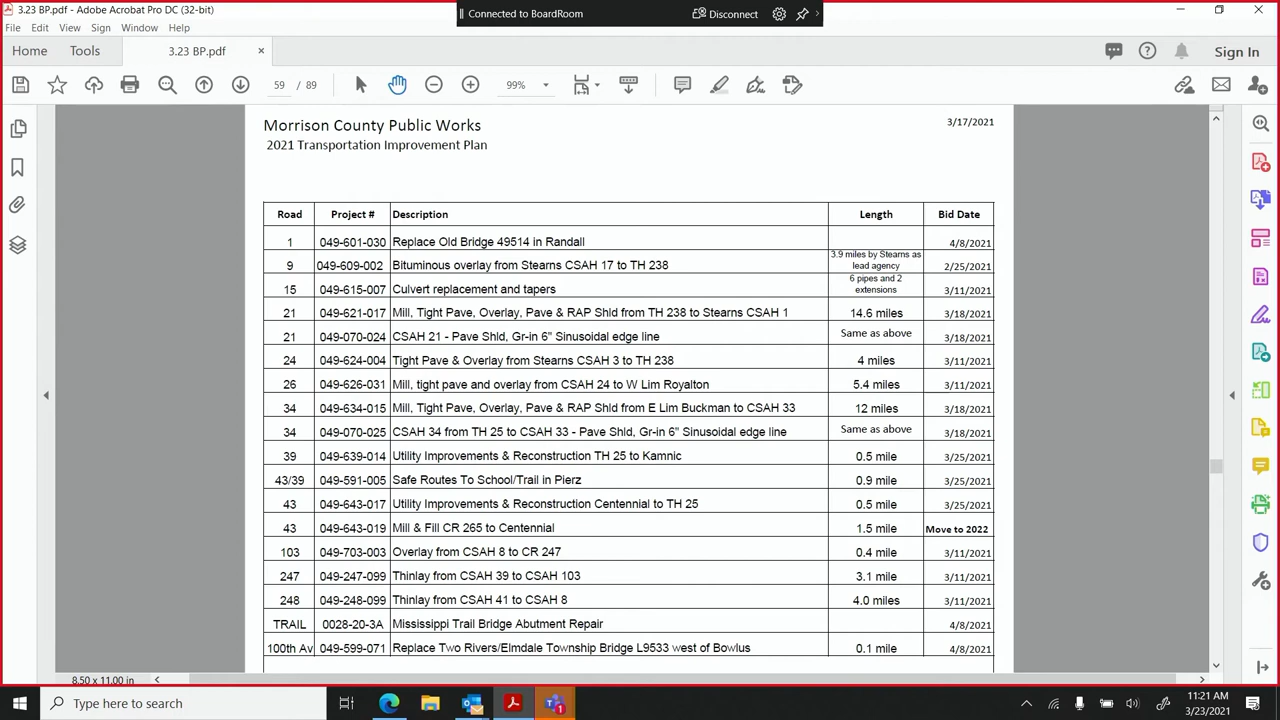 3.23 BP.pdf - Adobe Acrobat Pro DC (32-bit)
Connected to BoardRoom
Disconnect
File Edit View Sign Window Help
Home Tools 3.23 BP.pdf × Sign In
59 / 89 99%
Morrison County Public Works 3/17/2021
2021 Transportation Improvement Plan
Road Project # Description Length Bid Date
1 049-601-030 Replace Old Bridge 49514 in Randall 4/8/2021
9 049-609-002 Bituminous overlay from Stearns CSAH 17 to TH 238 3.9 miles by Stearns as lead agency 2/25/2021
15 049-615-007 Culvert replacement and tapers 6 pipes and 2 extensions 3/11/2021
21 049-621-017 Mill, Tight Pave, Overlay, Pave & RAP Shld from TH 238 to Stearns CSAH 1 14.6 miles 3/18/2021
21 049-070-024 CSAH 21 - Pave Shld, Gr-in 6" Sinusoidal edge line Same as above 3/18/2021
24 049-624-004 Tight Pave & Overlay from Stearns CSAH 3 to TH 238 4 miles 3/11/2021
26 049-626-031 Mill, tight pave and overlay from CSAH 24 to W Lim Royalton 5.4 miles 3/11/2021
34 049-634-015 Mill, Tight Pave, Overlay, Pave & RAP Shld from E Lim Buckman to CSAH 33 12 miles 3/18/2021
34 049-070-025 CSAH 34 from TH 25 to CSAH 33 - Pave Shld, Gr-in 6" Sinusoidal edge line Same as above 3/18/2021
39 049-639-014 Utility Improvements & Reconstruction TH 25 to Kamnic 0.5 mile 3/25/2021
43/39 049-591-005 Safe Routes To School/Trail in Pierz 0.9 mile 3/25/2021
43 049-643-017 Utility Improvements & Reconstruction Centennial to TH 25 0.5 mile 3/25/2021
43 049-643-019 Mill & Fill CR 265 to Centennial 1.5 mile Move to 2022
103 049-703-003 Overlay from CSAH 8 to CR 247 0.4 mile 3/11/2021
247 049-247-099 Thinlay from CSAH 39 to CSAH 103 3.1 mile 3/11/2021
248 049-248-099 Thinlay from CSAH 41 to CSAH 8 4.0 miles 3/11/2021
TRAIL 0028-20-3A Mississippi Trail Bridge Abutment Repair 4/8/2021
100th Av 049-599-071 Replace Two Rivers/Elmdale Township Bridge L9533 west of Bowlus 0.1 mile 4/8/2021
8.50 x 11.00 in
Type here to search
11:21 AM
3/23/2021